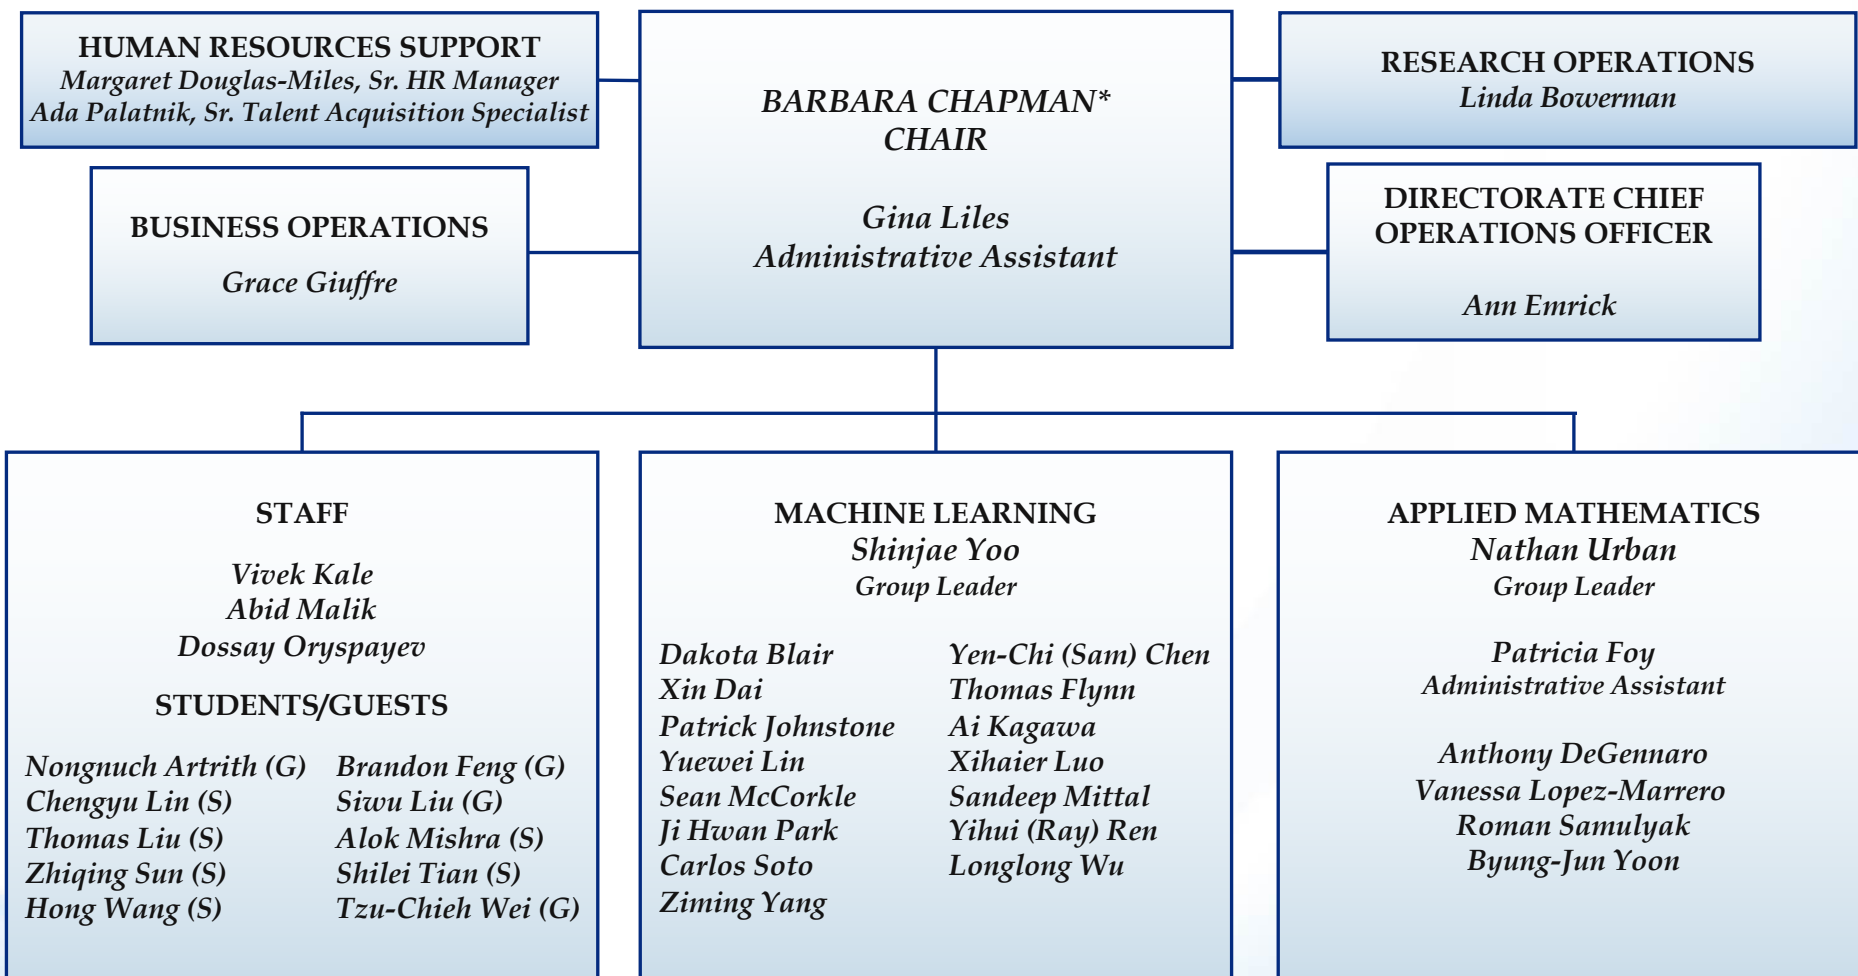 HUMAN RESOURCES SUPPORT
Margaret Douglas-Miles, Sr. HR Manager
Ada Palatnik, Sr. Talent Acquisition Specialist
BUSINESS OPERATIONS
Grace Giuffre
BARBARA CHAPMAN*
CHAIR
Gina Liles
Administrative Assistant
RESEARCH OPERATIONS
Linda Bowerman
DIRECTORATE CHIEF
OPERATIONS OFFICER
Ann Emrick
STAFF
Vivek Kale
Abid Malik
Dossay Oryspayev
STUDENTS/GUESTS
Nongnuch Artrith (G) Brandon Feng (G)
Chengyu Lin (S) Siwu Liu (G)
Thomas Liu (S) Alok Mishra (S)
Zhiqing Sun (S) Shilei Tian (S)
Hong Wang (S) Tzu-Chieh Wei (G)
MACHINE LEARNING
Shinjae Yoo
Group Leader
Dakota Blair Yen-Chi (Sam) Chen
Xin Dai Thomas Flynn
Patrick Johnstone Ai Kagawa
Yuewei Lin Xihaier Luo
Sean McCorkle Sandeep Mittal
Ji Hwan Park Yihui (Ray) Ren
Carlos Soto Longlong Wu
Ziming Yang
APPLIED MATHEMATICS
Nathan Urban
Group Leader
Patricia Foy
Administrative Assistant
Anthony DeGennaro
Vanessa Lopez-Marrero
Roman Samulyak
Byung-Jun Yoon